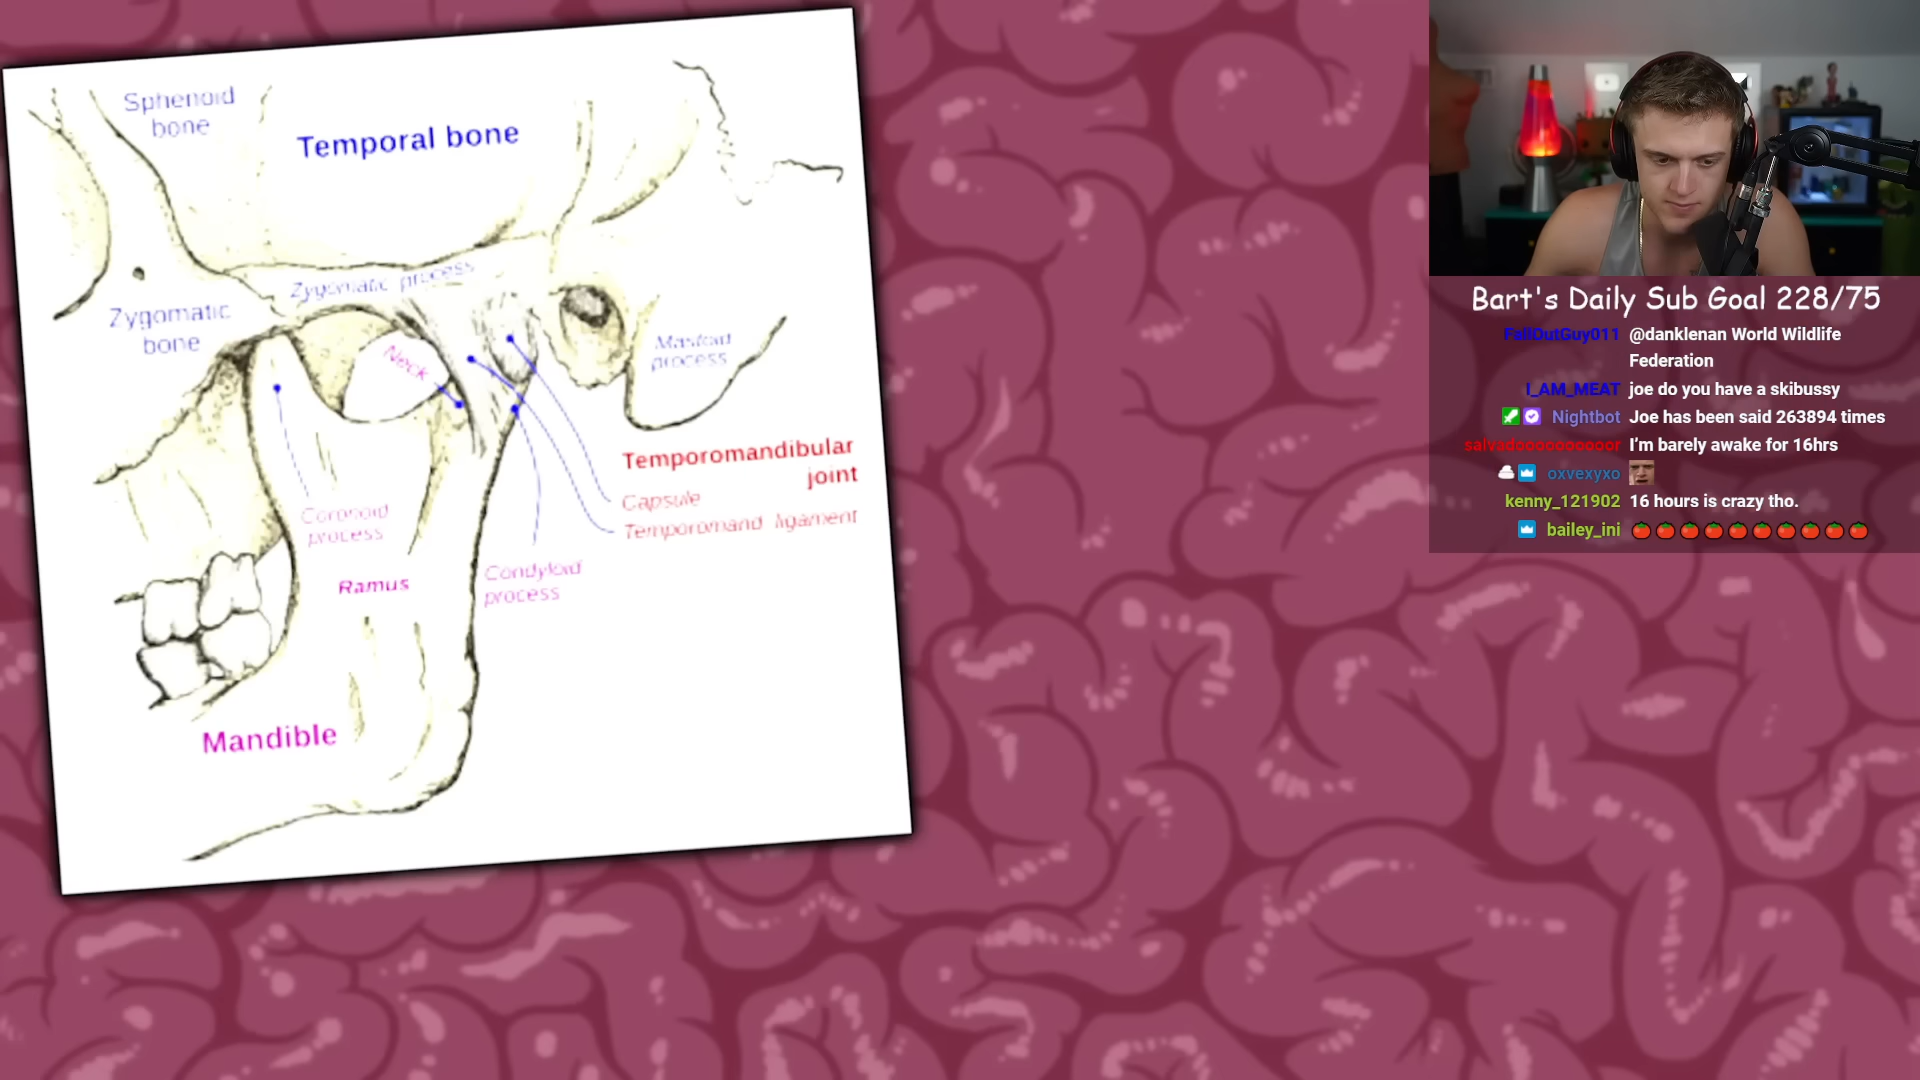 Sphenoid
bone
Temporal bone
Zygomatic process
Zygomatic
bone
Neck
Mastoid
process
Temporomandibular
joint
Capsule
Temporomand. ligament
Coronoid
process
Condyloid
process
Ramus
Mandible
Bart's Daily Sub Goal 228/75
FallOutGuy011 @danklenan World Wildlife
Federation
I_AM_MEAT joe do you have a skibussy
Nightbot Joe has been said 263894 times
salvadoooooooooor I'm barely awake for 16hrs
oxvexyxo
kenny_121902 16 hours is crazy tho.
bailey_ini